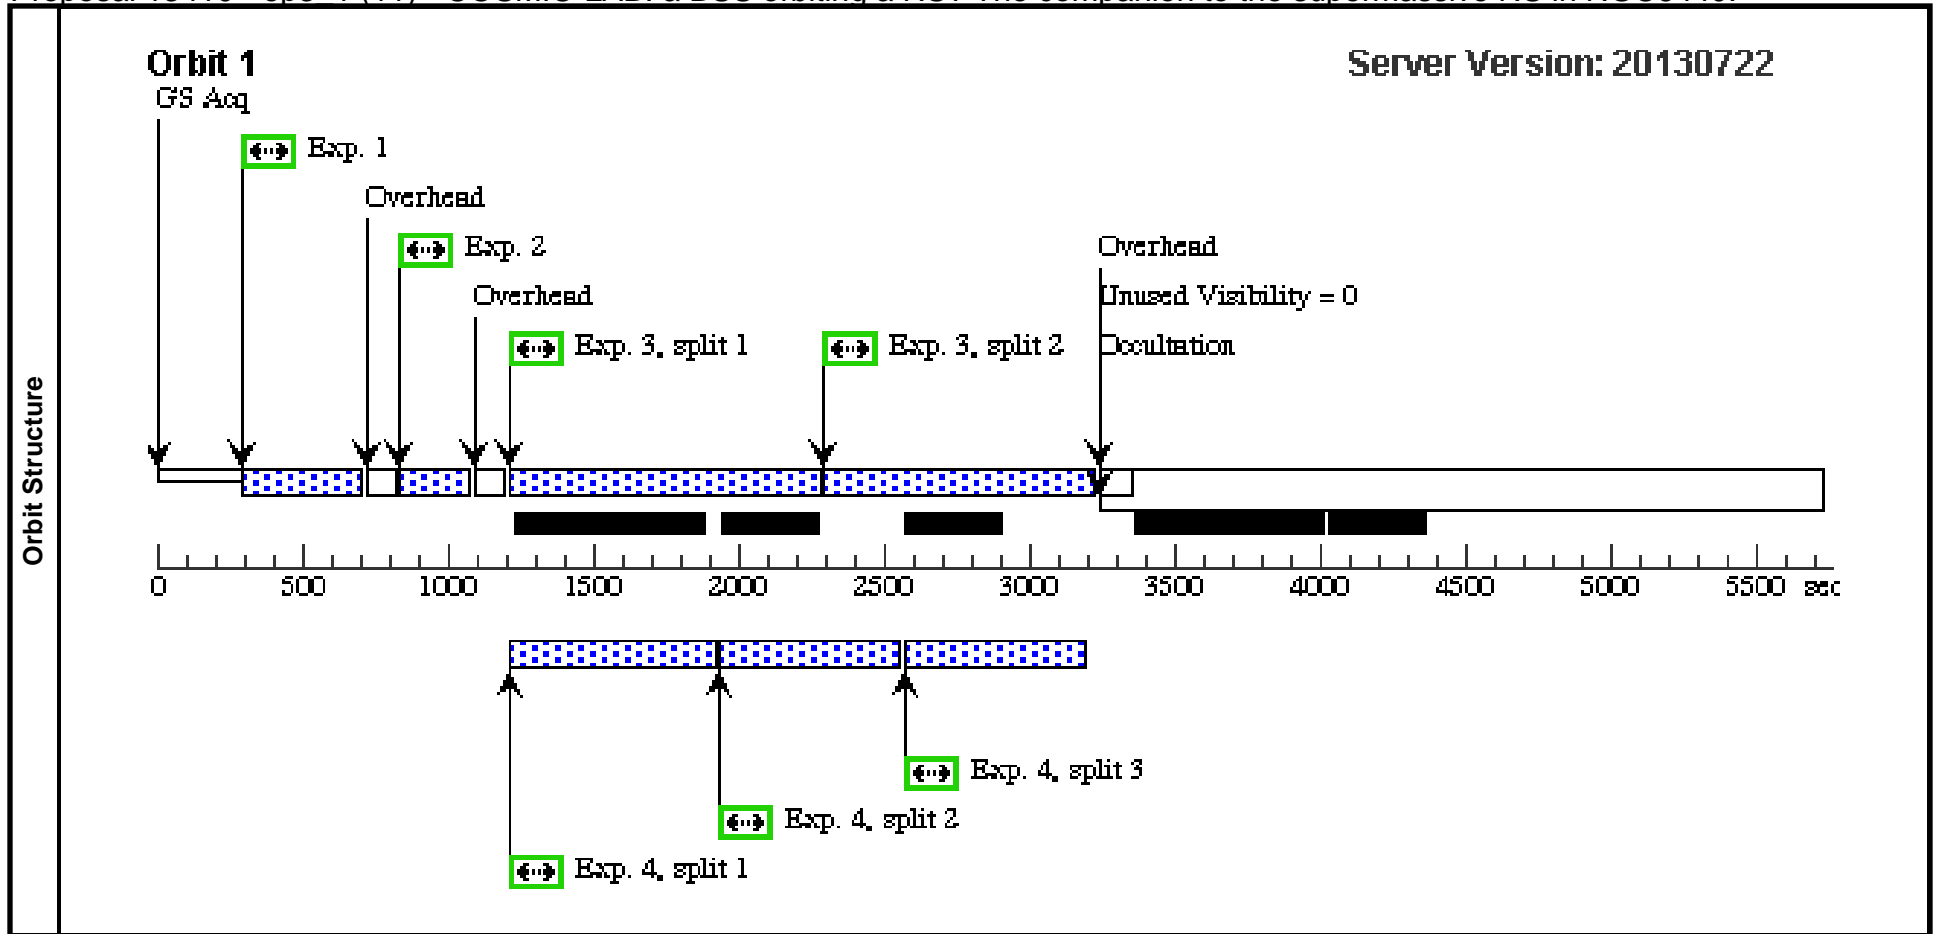 Orbit 1
Server Version: 20130722
GS Acq
Exp. 1
Overhead
Exp. 2
Overhead
Overhead
Unused Visibility = 0
Exp. 3, split 1
Exp. 3, split 2
Occultation
Orbit Structure
0 500 1000 1500 2000 2500 3000 3500 4000 4500 5000 5500 sec
Exp. 4, split 3
Exp. 4, split 2
Exp. 4, split 1